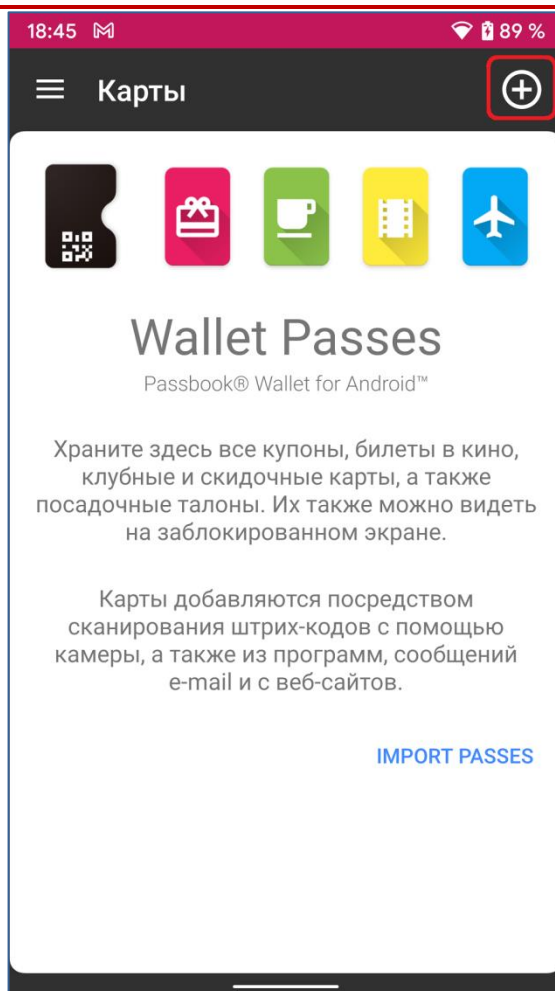 18:45 89 %
Карты
Wallet Passes
Passbook® Wallet for Android™
Храните здесь все купоны, билеты в кино,
клубные и скидочные карты, а также
посадочные талоны. Их также можно видеть
на заблокированном экране.
Карты добавляются посредством
сканирования штрих-кодов с помощью
камеры, а также из программ, сообщений
e-mail и с веб-сайтов.
IMPORT PASSES